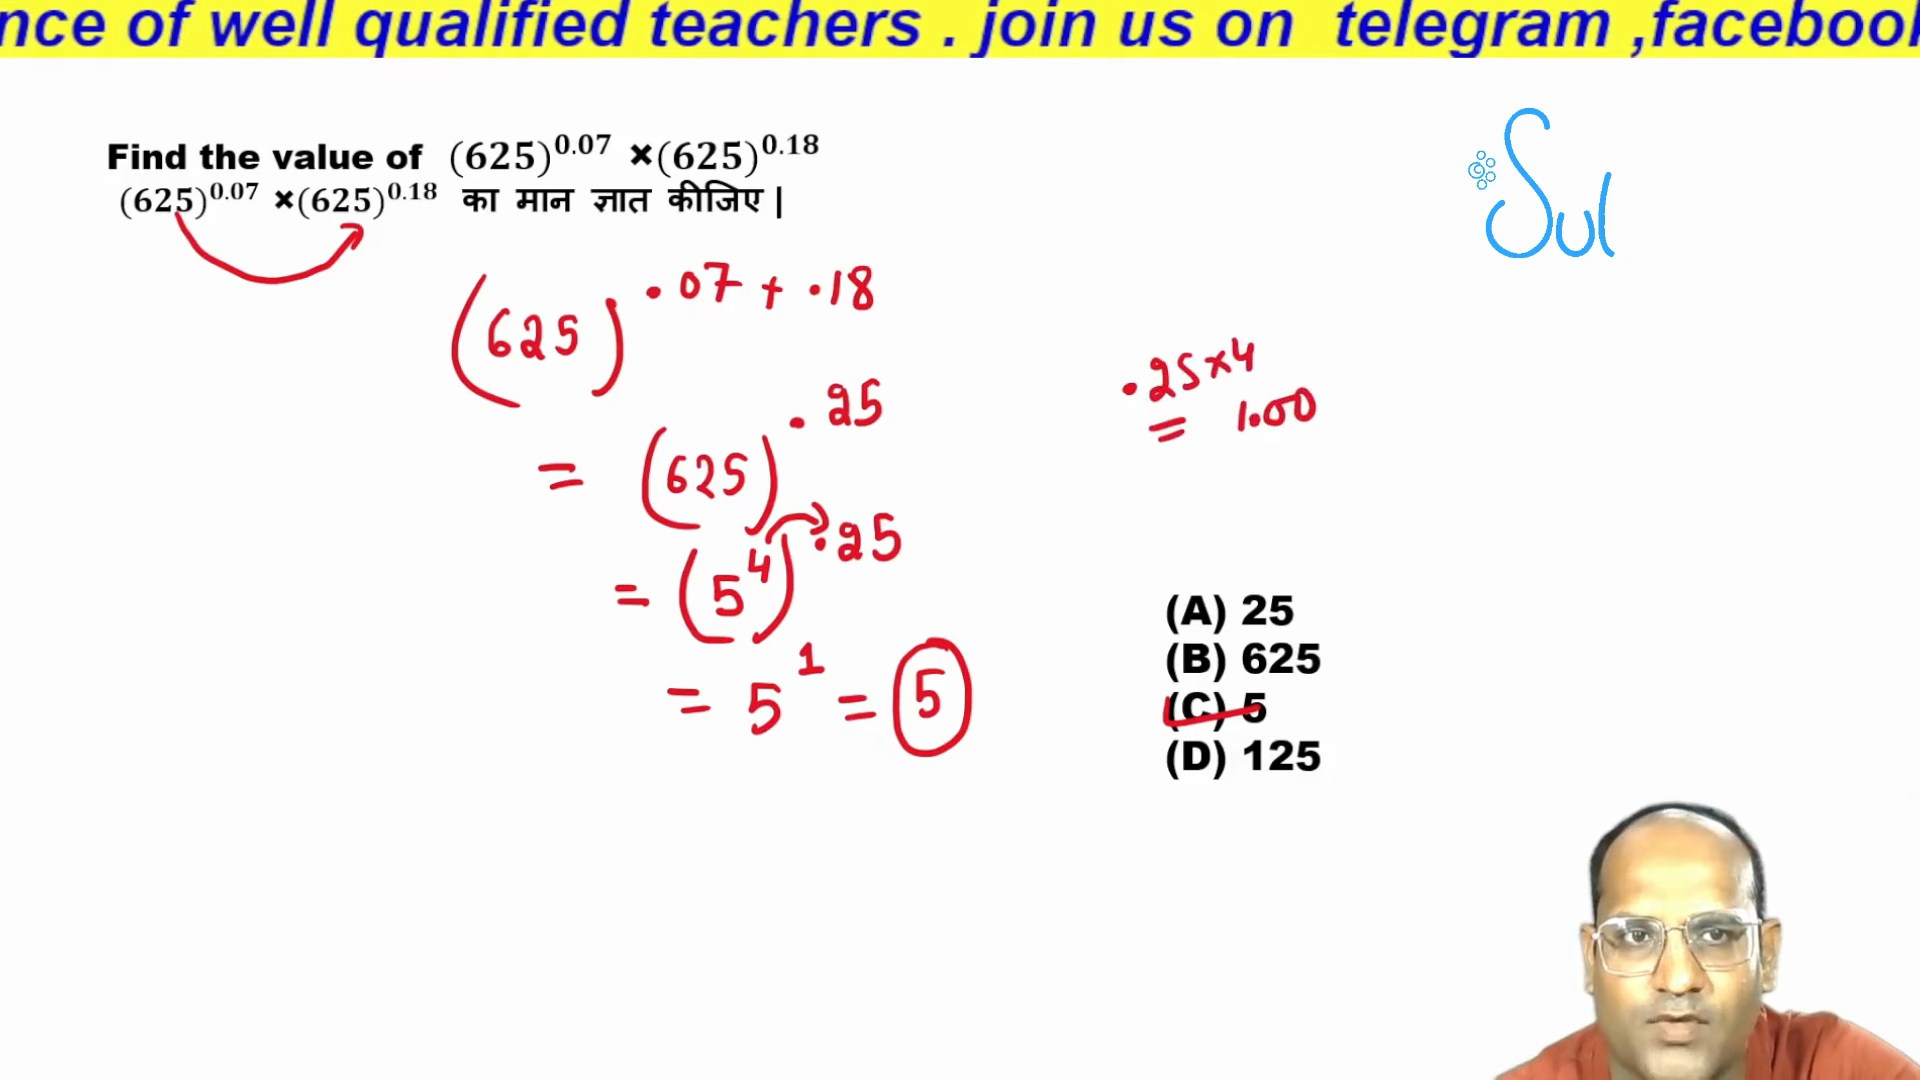 nce of well qualified teachers . join us on telegram ,facebook
Find the value of (625)^0.07 ×(625)^0.18
(625)^0.07 ×(625)^0.18 का मान ज्ञात कीजिए |
Sul
(625)^.07 + .18
.25×4
= 1.00
= (625)^.25
= (5^4)^.25
= 5^1 = 5
(A) 25
(B) 625
(C) 5
(D) 125